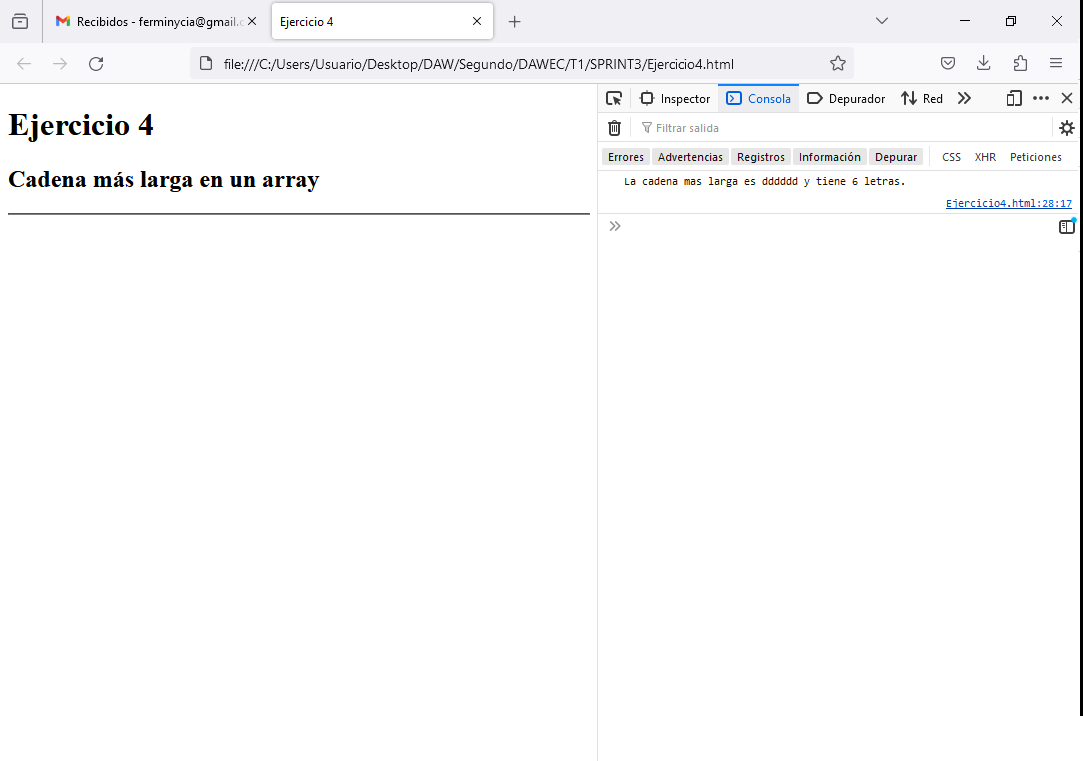 Recibidos - ferminycia@gmail.c
Ejercicio 4
file:///C:/Users/Usuario/Desktop/DAW/Segundo/DAWEC/T1/SPRINT3/Ejercicio4.html
Ejercicio 4
Cadena más larga en un array
Inspector Consola Depurador Red
Filtrar salida
Errores Advertencias Registros Información Depurar CSS XHR Peticiones
La cadena mas larga es dddddd y tiene 6 letras.
Ejercicio4.html:28:17